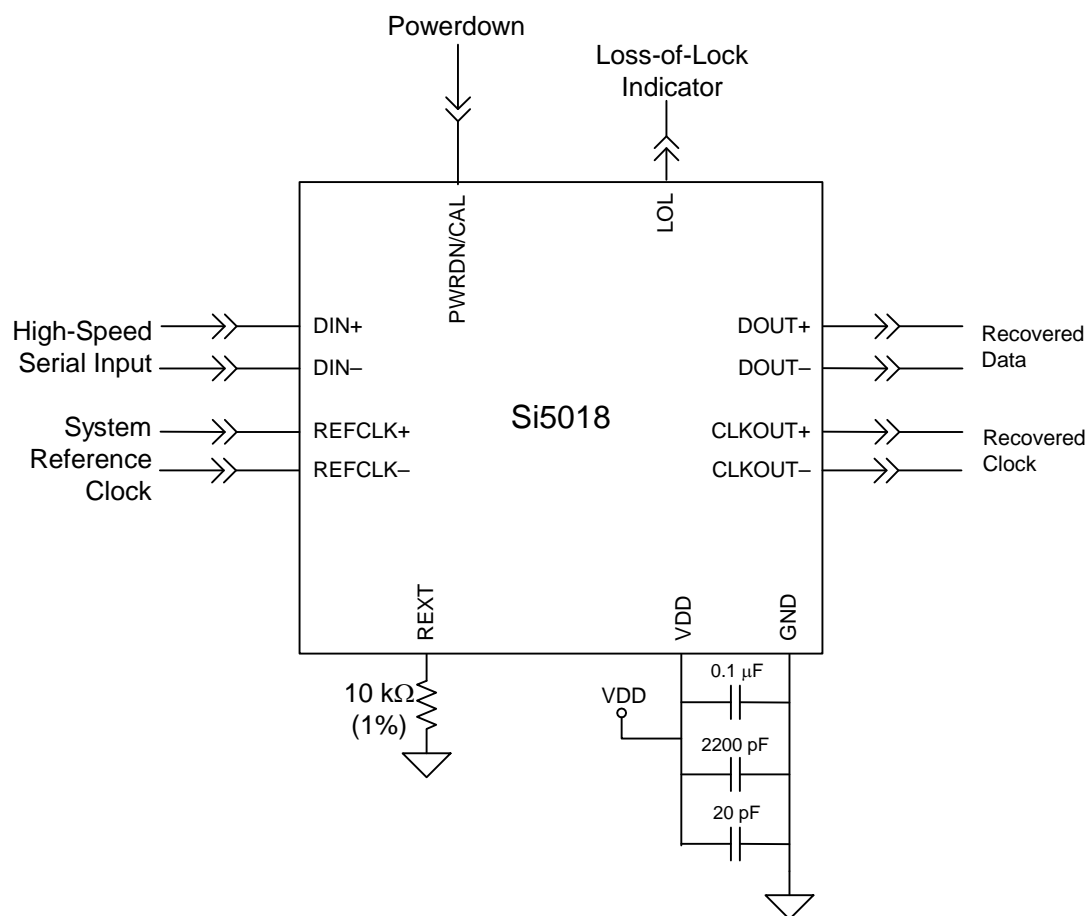 Powerdown
Loss-of-Lock
Indicator
PWRDN/CAL
LOL
High-Speed
Serial Input
DIN+
DIN–
System
Reference
Clock
REFCLK+
REFCLK–
Si5018
DOUT+
DOUT–
Recovered
Data
CLKOUT+
CLKOUT–
Recovered
Clock
REXT
VDD
GND
10 kΩ
(1%)
VDD
0.1 μF
2200 pF
20 pF